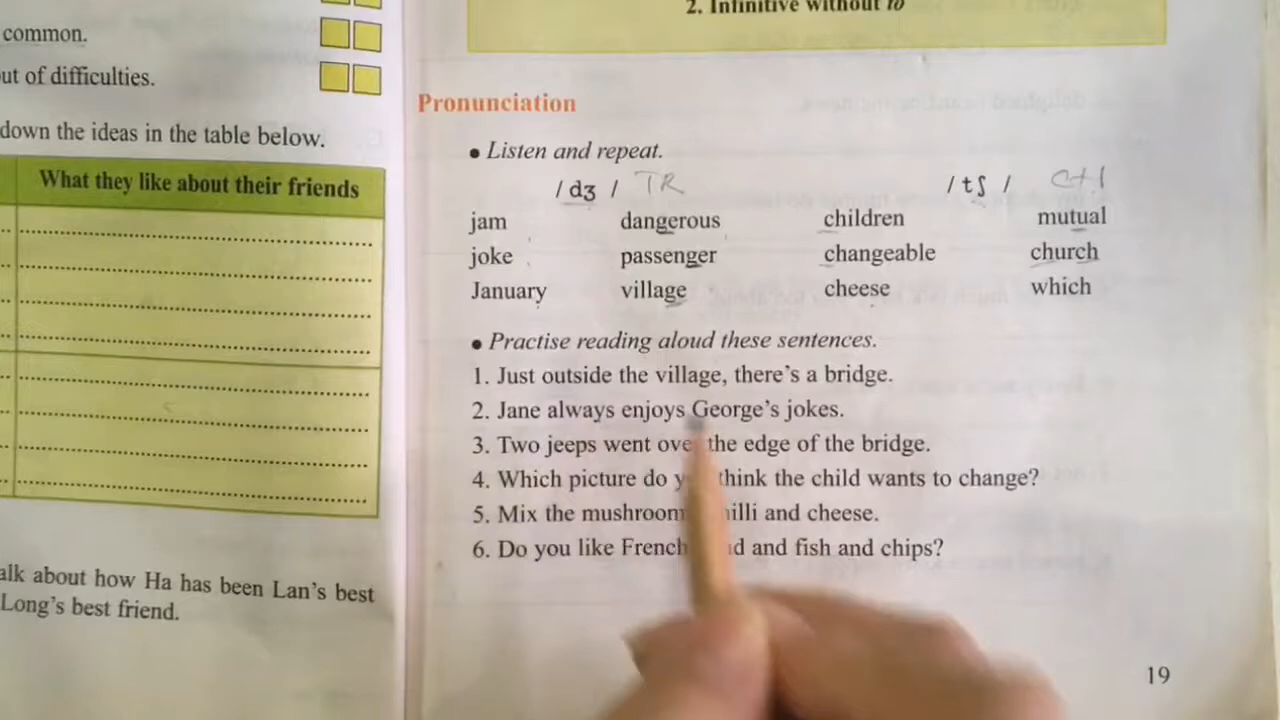 common.
ut of difficulties.
down the ideas in the table below.
What they like about their friends
alk about how Ha has been Lan's best
Long's best friend.
2. Infinitive without to
Pronunciation
• Listen and repeat.
/ dʒ / TR / tʃ / CH
jam dangerous children mutual
joke passenger changeable church
January village cheese which
• Practise reading aloud these sentences.
1. Just outside the village, there's a bridge.
2. Jane always enjoys George's jokes.
3. Two jeeps went over the edge of the bridge.
4. Which picture do you think the child wants to change?
5. Mix the mushroom and cheese.
6. Do you like French and fish and chips?
19